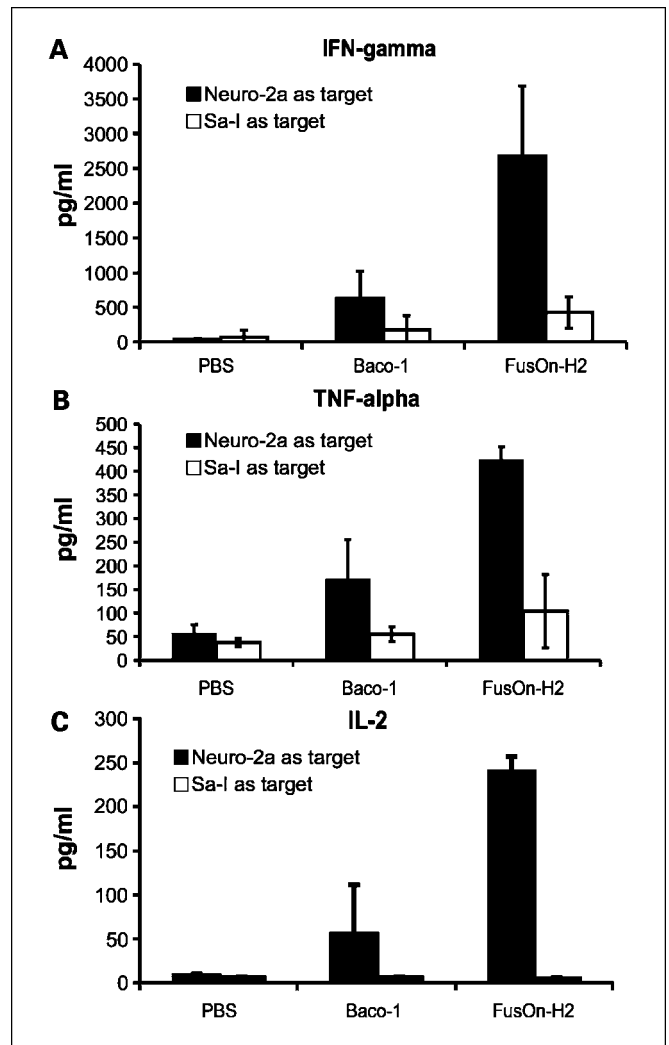 A
IFN-gamma
4000
3500
3000
2500
2000
1500
1000
500
0
pg/ml
Neuro-2a as target
Sa-I as target
PBS Baco-1 FusOn-H2
B
TNF-alpha
500
450
400
350
300
250
200
150
100
50
0
pg/ml
Neuro-2a as target
Sa-I as target
PBS Baco-1 FusOn-H2
C
IL-2
300
250
200
150
100
50
0
pg/ml
Neuro-2a as target
Sa-I as target
PBS Baco-1 FusOn-H2